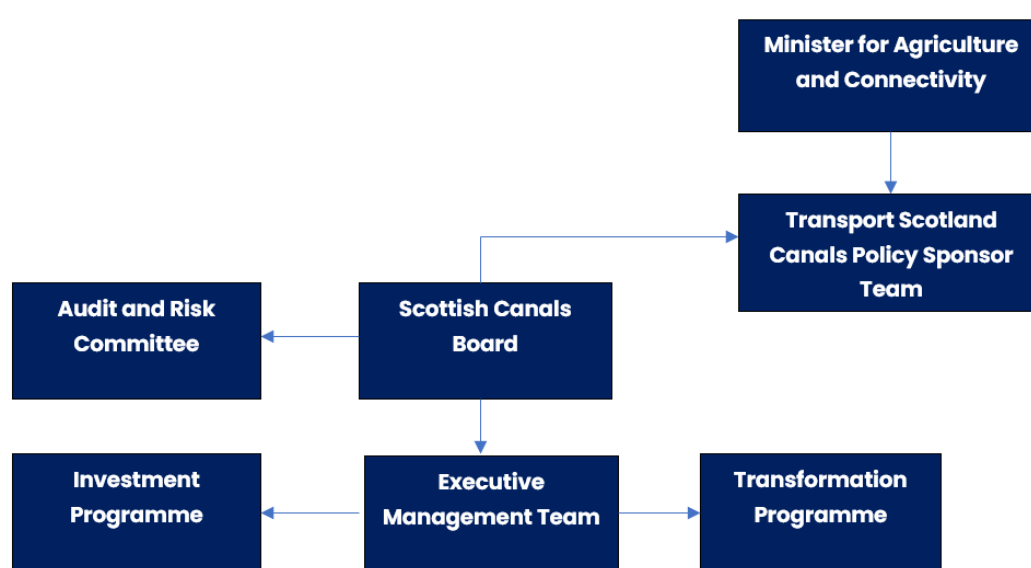 Minister for Agriculture
and Connectivity
Transport Scotland
Canals Policy Sponsor
Team
Audit and Risk
Committee
Scottish Canals
Board
Investment
Programme
Executive
Management Team
Transformation
Programme